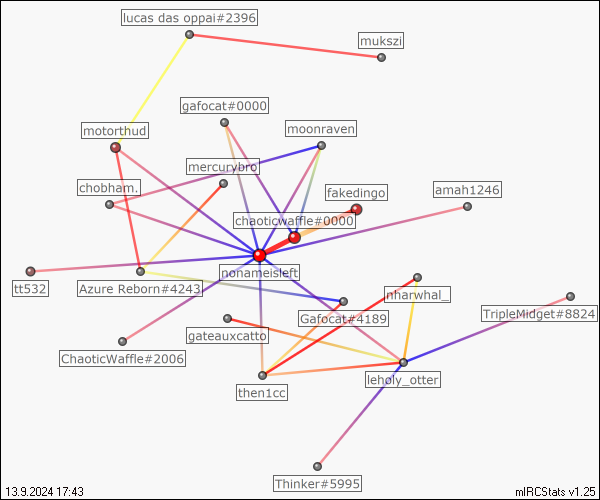 lucas das oppai#2396
mukszi
gafocat#0000
motorthud
moonraven
mercurybro
chobham.
fakedingo
amah1246
chaoticwaffle#0000
nonameisleft
tt532
Azure Reborn#4243
nharwhal_
Gafocat#4189
TripleMidget#8824
gateauxcatto
ChaoticWaffle#2006
leholy_otter
then1cc
Thinker#5995
13.9.2024 17:43
mIRCStats v1.25